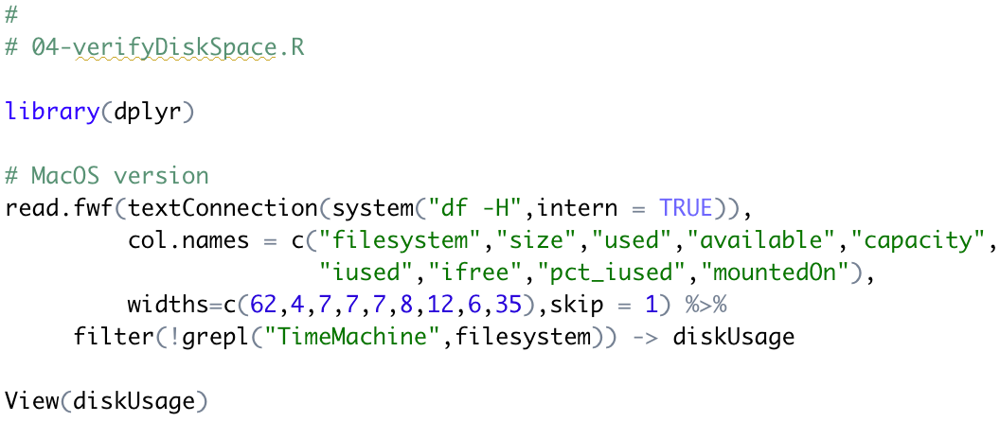 #
# 04-verifyDiskSpace.R
library(dplyr)
# MacOS version
read.fwf(textConnection(system("df -H",intern = TRUE)),
         col.names = c("filesystem","size","used","available","capacity",
                       "iused","ifree","pct_iused","mountedOn"),
         widths=c(62,4,7,7,7,8,12,6,35),skip = 1) %>%
     filter(!grepl("TimeMachine",filesystem)) -> diskUsage
View(diskUsage)